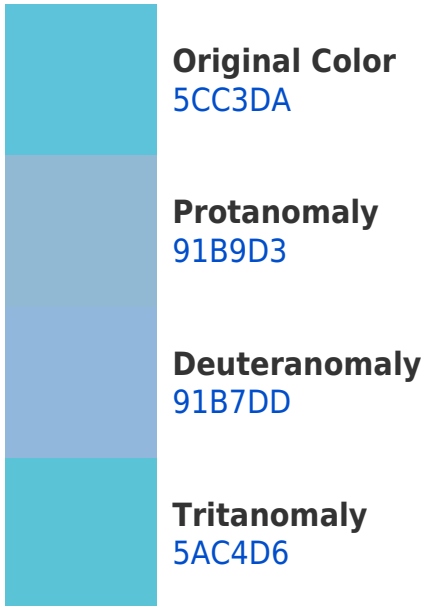 Original Color
5CC3DA
Protanomaly
91B9D3
Deuteranomaly
91B7DD
Tritanomaly
5AC4D6